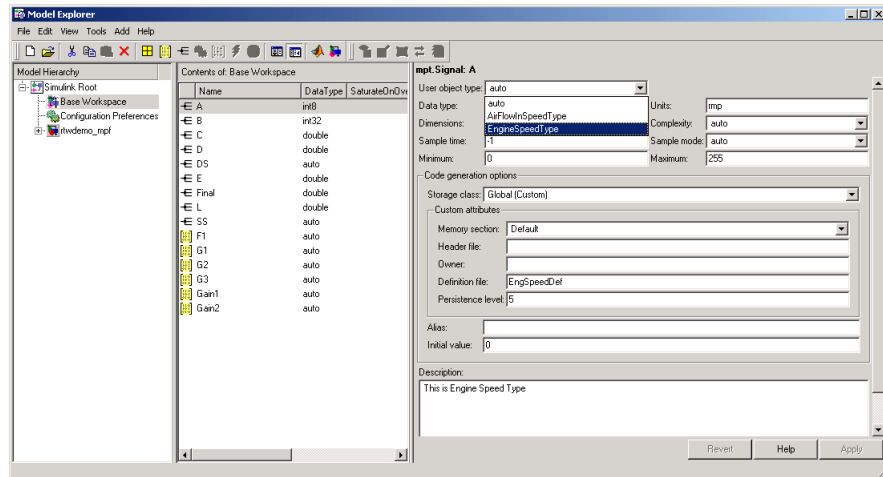 Model Explorer
File Edit View Tools Add Help
Model Hierarchy
Simulink Root
Base Workspace
Configuration Preferences
rtwdemo_mpf
Contents of: Base Workspace
Name DataType SaturateOnOve
A int8
B int32
C double
D double
DS auto
E double
Final double
L double
SS auto
F1 auto
G1 auto
G2 auto
G3 auto
Gain1 auto
Gain2 auto
mpt.Signal: A
User object type: auto
auto
AirFlowInSpeedType
EngineSpeedType
Data type: Units: rmp
Dimensions: Complexity: auto
Sample time: -1 Sample mode: auto
Minimum: 0 Maximum: 255
Code generation options
Storage class: Global (Custom)
Custom attributes
Memory section: Default
Header file:
Owner:
Definition file: EngSpeedDef
Persistence level: 5
Alias:
Initial value: 0
Description:
This is Engine Speed Type
Revert Help Apply